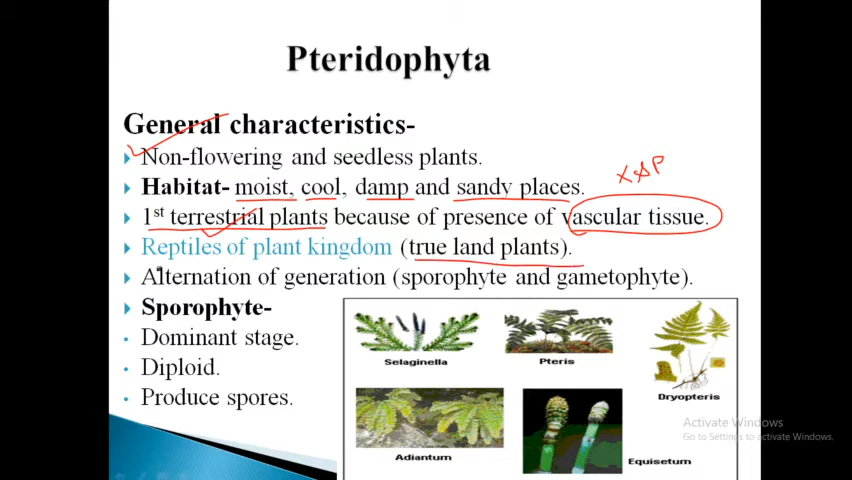 Pteridophyta
General characteristics-
Non-flowering and seedless plants.
X & P
Habitat- moist, cool, damp and sandy places.
1st terrestrial plants because of presence of vascular tissue.
Reptiles of plant kingdom (true land plants).
Alternation of generation (sporophyte and gametophyte).
Sporophyte-
Dominant stage.
Diploid.
Produce spores.
Selaginella
Pteris
Dryopteris
Adiantum
Equisetum
Activate Windows
Go to Settings to activate Windows.